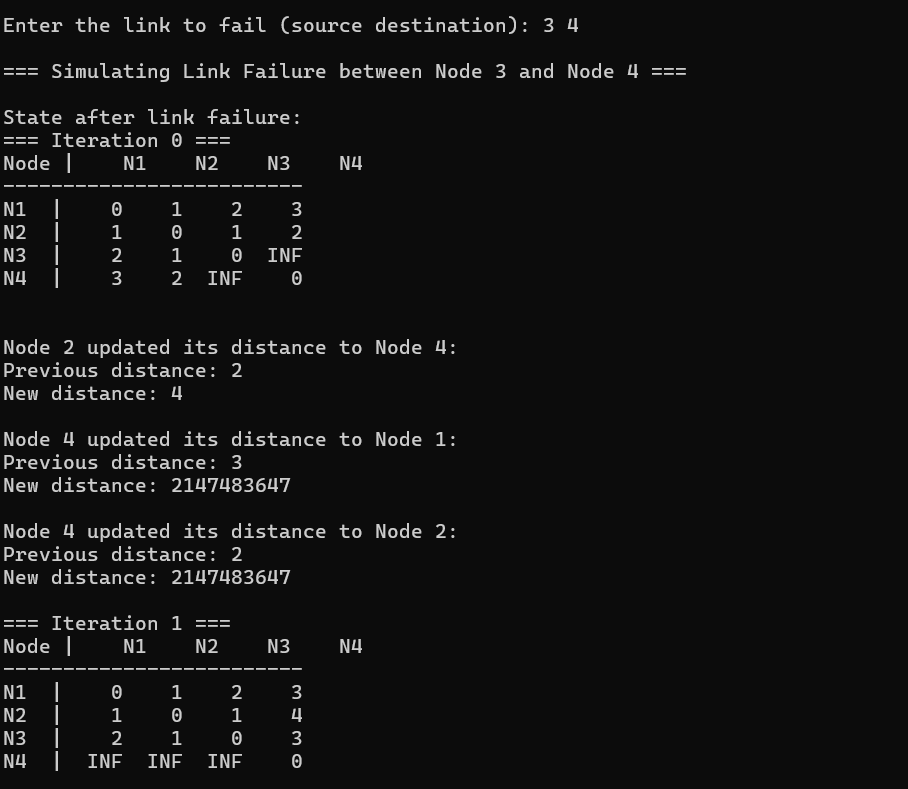 Enter the link to fail (source destination): 3 4
=== Simulating Link Failure between Node 3 and Node 4 ===
State after link failure:
=== Iteration 0 ===
Node |    N1    N2    N3    N4
-------------------------
N1  |    0    1    2    3
N2  |    1    0    1    2
N3  |    2    1    0  INF
N4  |    3    2  INF    0
Node 2 updated its distance to Node 4:
Previous distance: 2
New distance: 4
Node 4 updated its distance to Node 1:
Previous distance: 3
New distance: 2147483647
Node 4 updated its distance to Node 2:
Previous distance: 2
New distance: 2147483647
=== Iteration 1 ===
Node |    N1    N2    N3    N4
-------------------------
N1  |    0    1    2    3
N2  |    1    0    1    4
N3  |    2    1    0    3
N4  |  INF  INF  INF    0